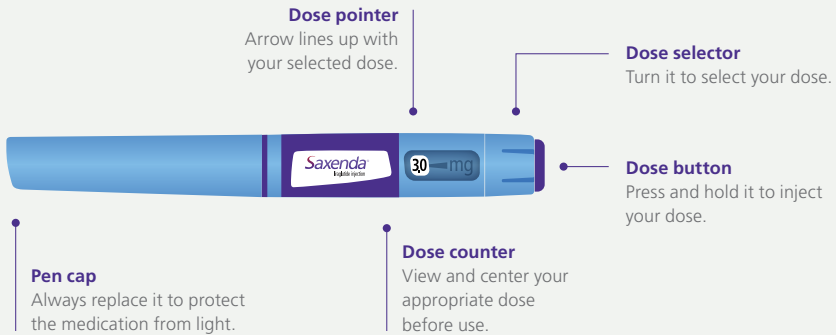 Dose pointer
Arrow lines up with
your selected dose.
Dose selector
Turn it to select your dose.
Saxenda
liraglutide injection
3.0 mg
Dose button
Press and hold it to inject
your dose.
Dose counter
View and center your
appropriate dose
before use.
Pen cap
Always replace it to protect
the medication from light.